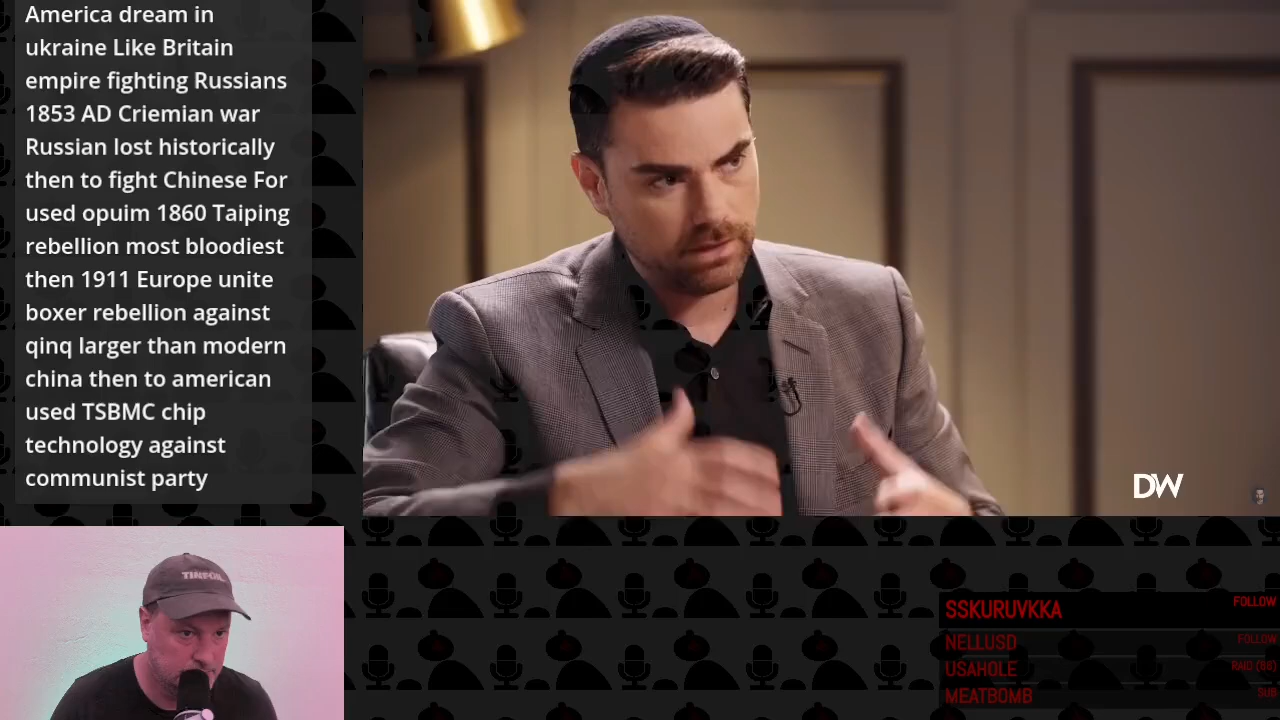 America dream in
ukraine Like Britain
empire fighting Russians
1853 AD Criemian war
Russian lost historically
then to fight Chinese For
used opuim 1860 Taiping
rebellion most bloodiest
then 1911 Europe unite
boxer rebellion against
qinq larger than modern
china then to american
used TSBMC chip
technology against
communist party
DW
TINFOIL
SSKURUVKKA FOLLOW
NELLUSD FOLLOW
USAHOLE RAID (68)
MEATBOMB SUB